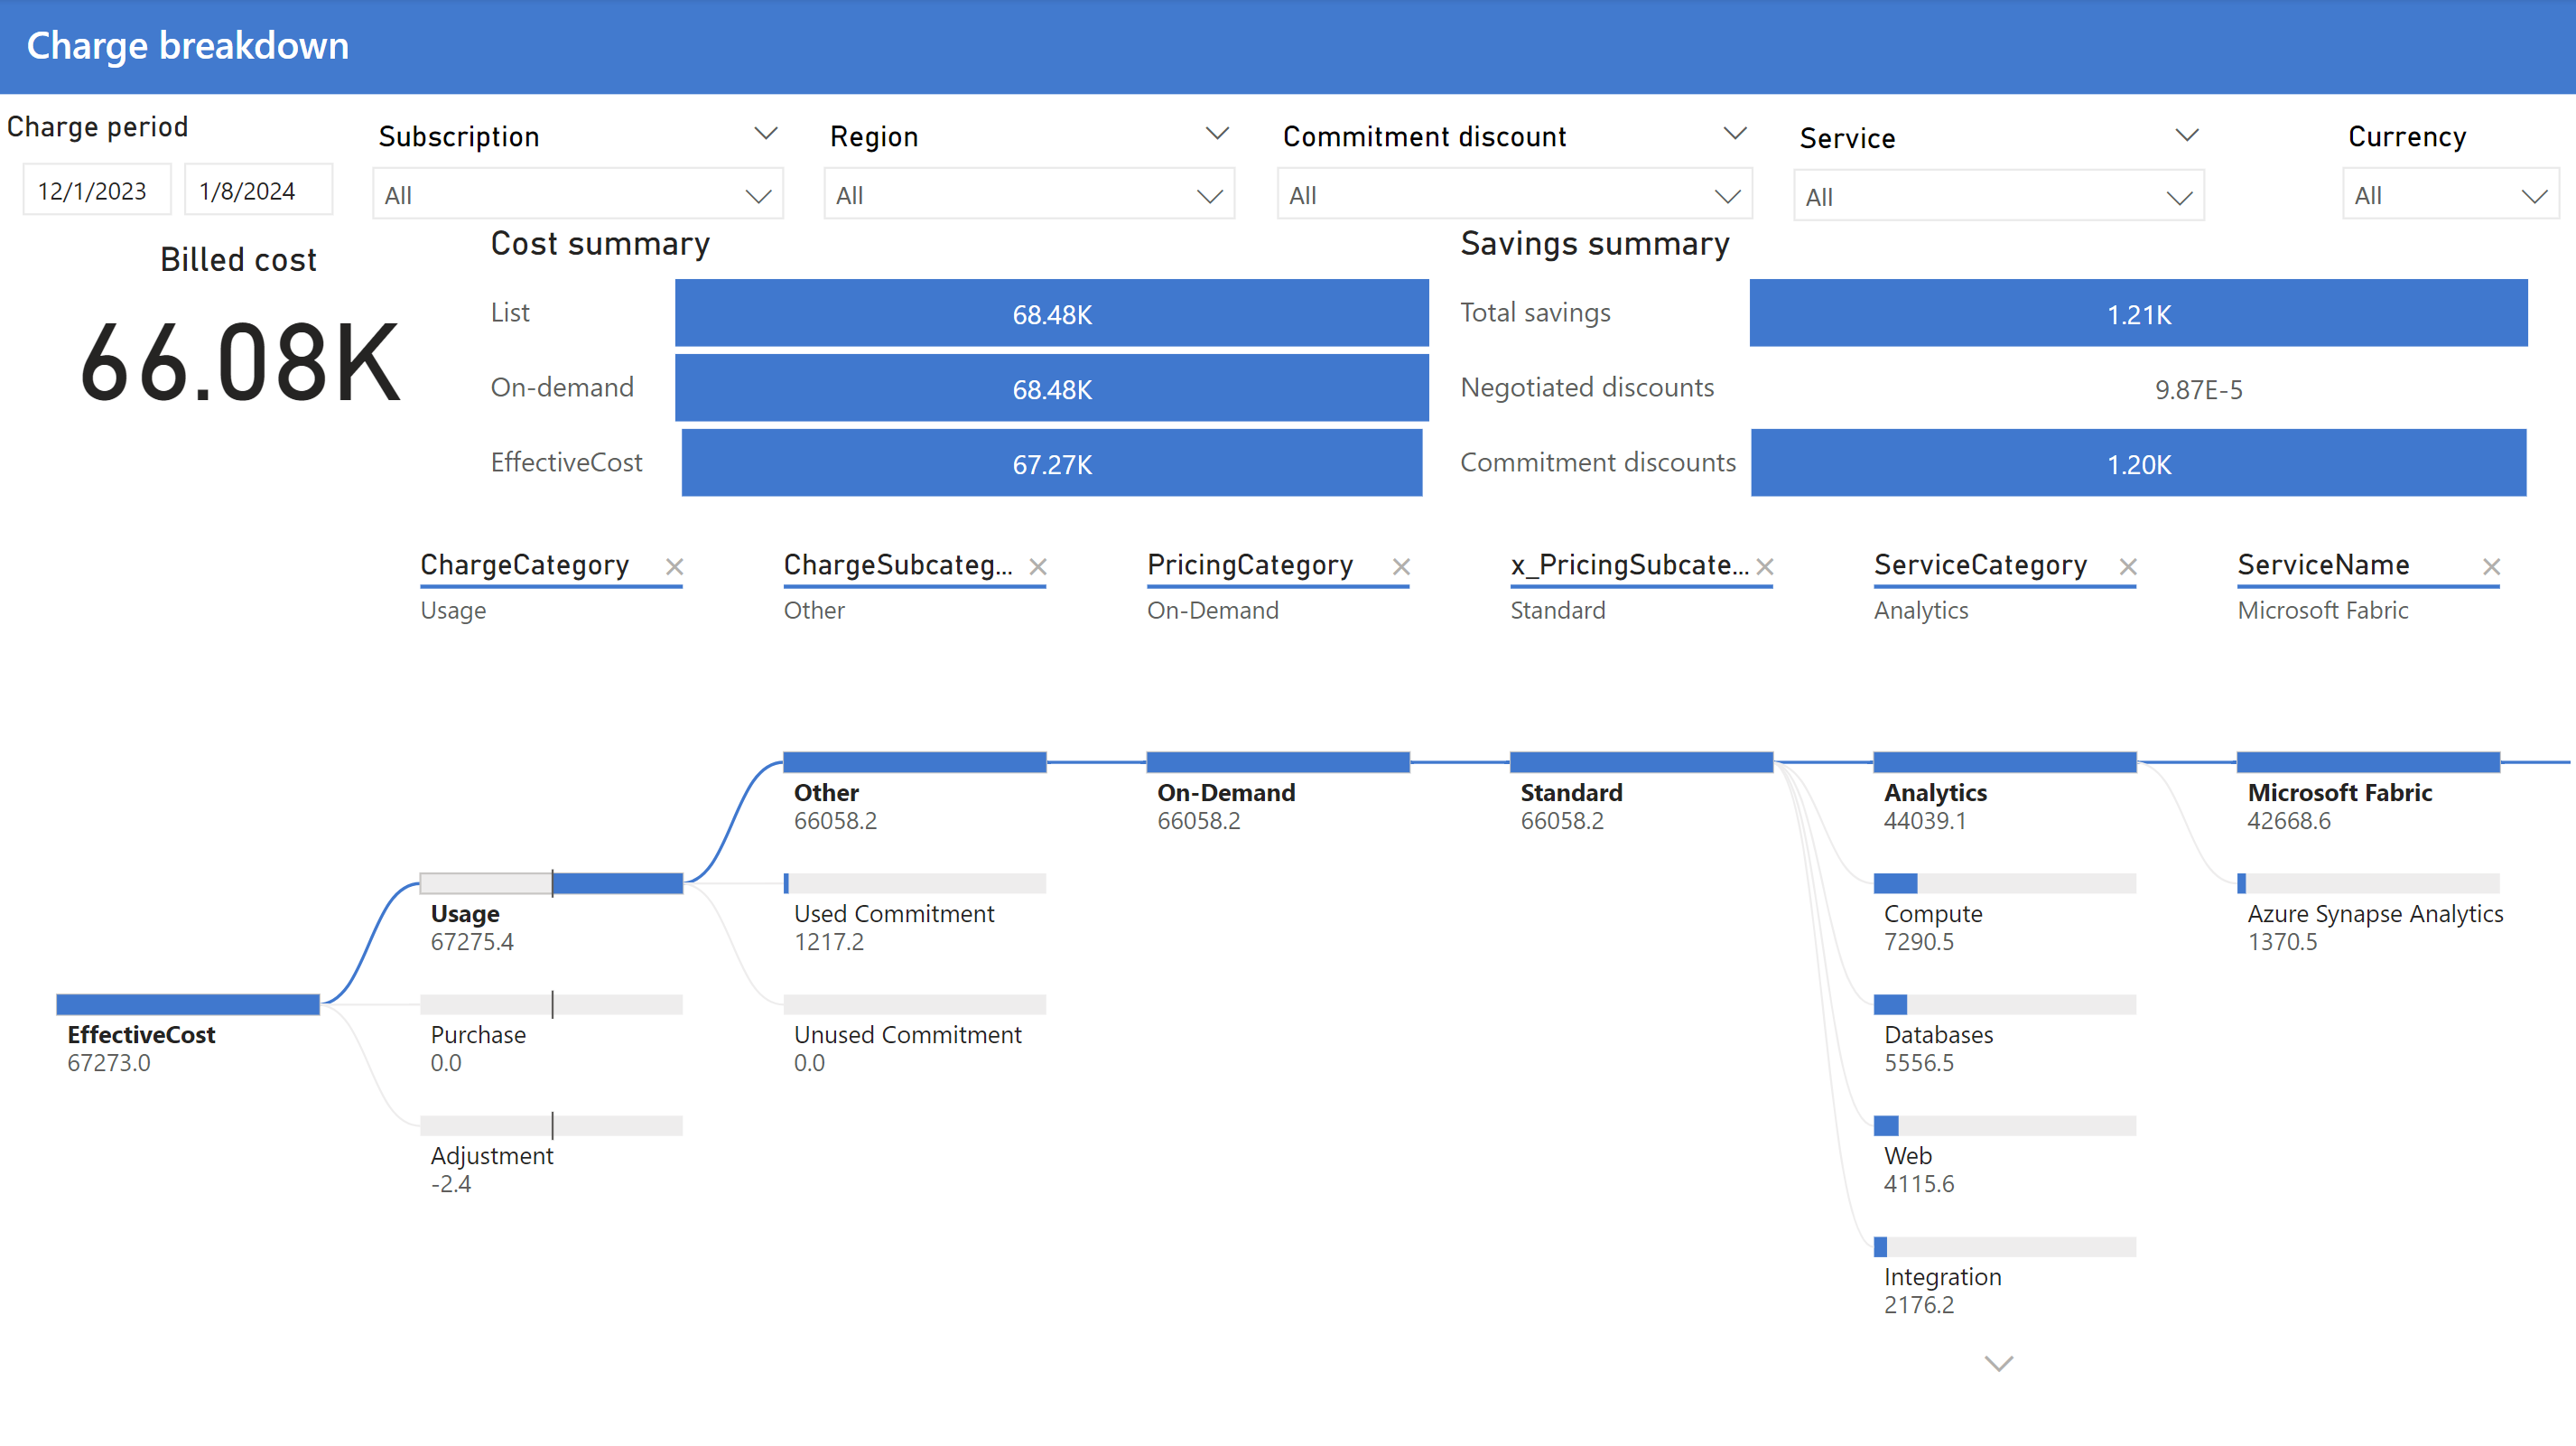 Charge breakdown
Charge period
12/1/2023
1/8/2024
Subscription
All
Region
All
Commitment discount
All
Service
All
Currency
All
Billed cost
66.08K
Cost summary
List
68.48K
On-demand
68.48K
EffectiveCost
67.27K
Savings summary
Total savings
1.21K
Negotiated discounts
9.87E-5
Commitment discounts
1.20K
ChargeCategory
Usage
ChargeSubcateg...
Other
PricingCategory
On-Demand
x_PricingSubcate...
Standard
ServiceCategory
Analytics
ServiceName
Microsoft Fabric
EffectiveCost
67273.0
Usage
67275.4
Purchase
0.0
Adjustment
-2.4
Other
66058.2
Used Commitment
1217.2
Unused Commitment
0.0
On-Demand
66058.2
Standard
66058.2
Analytics
44039.1
Compute
7290.5
Databases
5556.5
Web
4115.6
Integration
2176.2
Microsoft Fabric
42668.6
Azure Synapse Analytics
1370.5